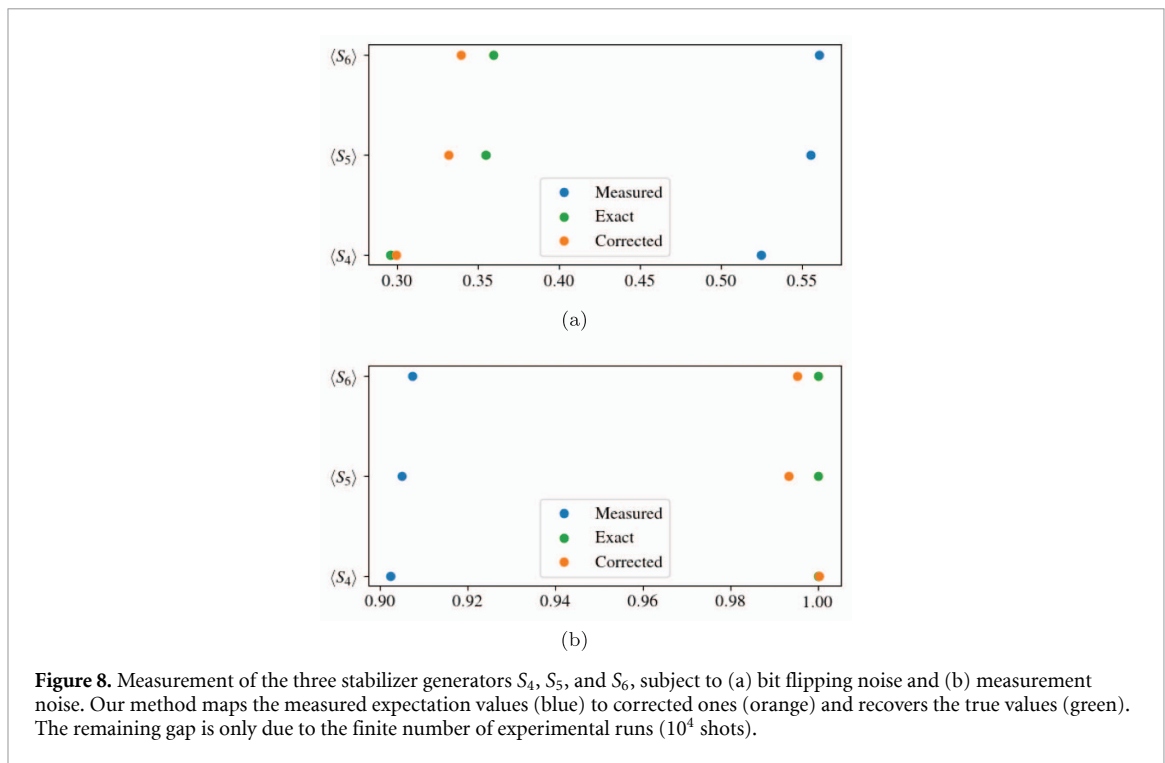 ⟨S₆⟩
⟨S₅⟩
⟨S₄⟩
Measured
Exact
Corrected
0.30 0.35 0.40 0.45 0.50 0.55
(a)
⟨S₆⟩
⟨S₅⟩
⟨S₄⟩
Measured
Exact
Corrected
0.90 0.92 0.94 0.96 0.98 1.00
(b)
Figure 8. Measurement of the three stabilizer generators S₄, S₅, and S₆, subject to (a) bit flipping noise and (b) measurement
noise. Our method maps the measured expectation values (blue) to corrected ones (orange) and recovers the true values (green).
The remaining gap is only due to the finite number of experimental runs (10⁴ shots).